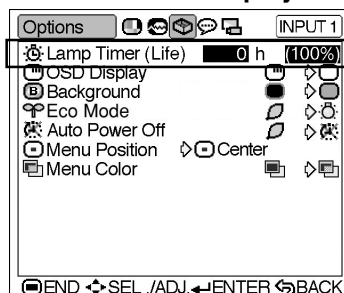 Options INPUT 1
Lamp Timer (Life) 0 h (100%)
OSD Display
B Background
Eco Mode
Auto Power Off
Menu Position Center
Menu Color
END SEL./ADJ. ENTER BACK